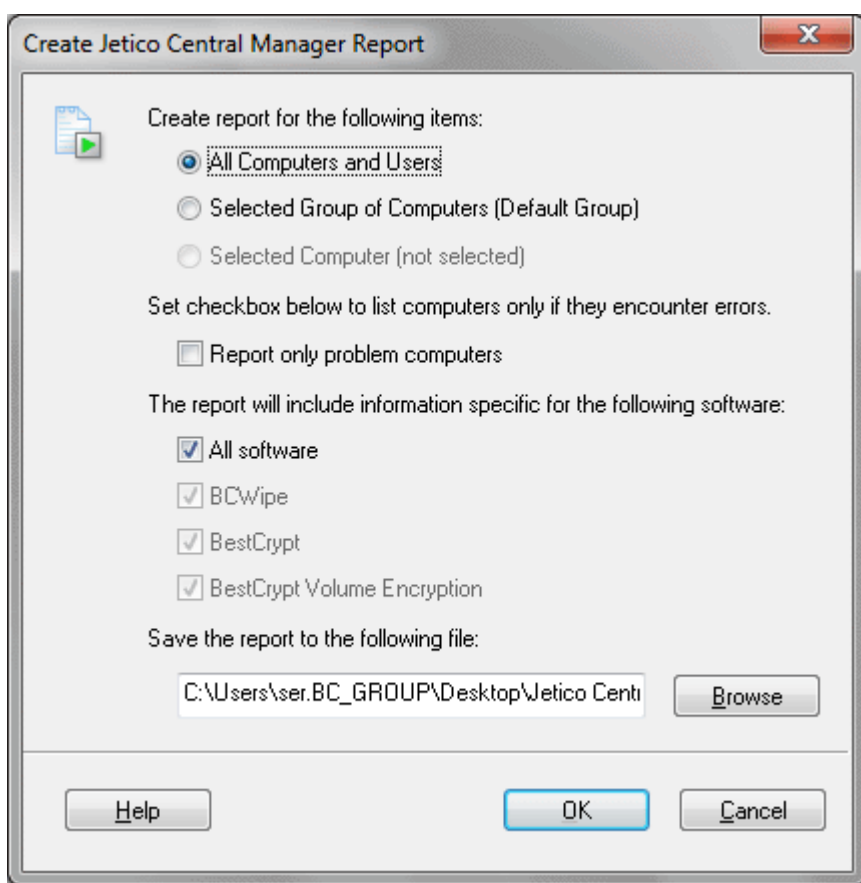 Create Jetico Central Manager Report
Create report for the following items:
All Computers and Users
Selected Group of Computers (Default Group)
Selected Computer (not selected)
Set checkbox below to list computers only if they encounter errors.
Report only problem computers
The report will include information specific for the following software:
All software
BCWipe
BestCrypt
BestCrypt Volume Encryption
Save the report to the following file:
C:\Users\ser.BC_GROUP\Desktop\Jetico Browse
Help OK Cancel